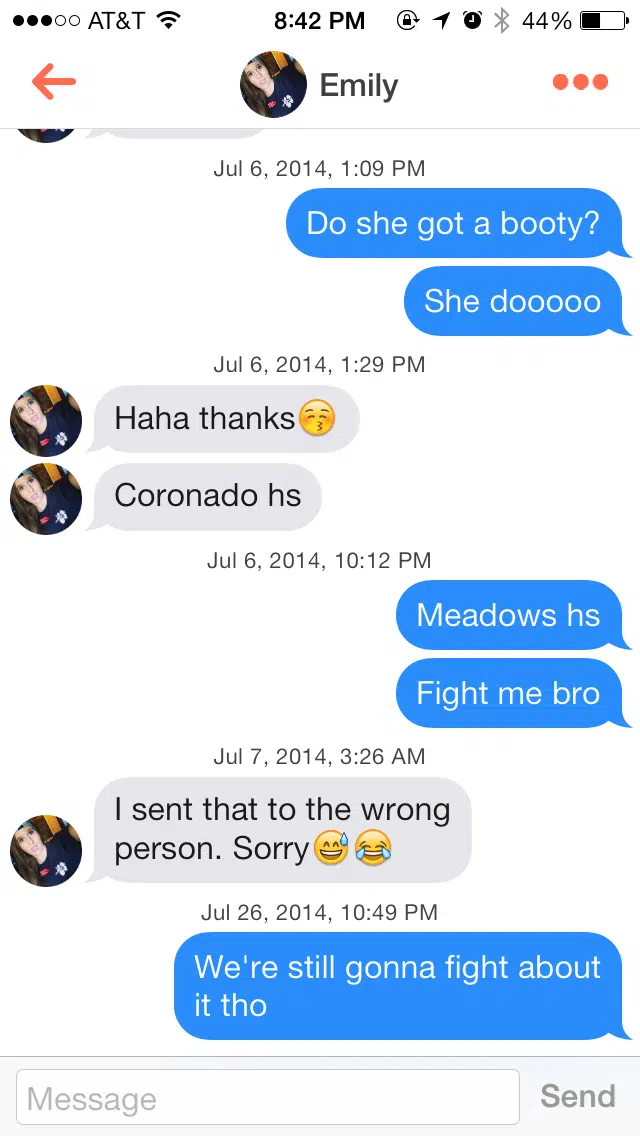 AT&T 8:42 PM 44%
Emily
Jul 6, 2014, 1:09 PM
Do she got a booty?
She dooooo
Jul 6, 2014, 1:29 PM
Haha thanks😚
Coronado hs
Jul 6, 2014, 10:12 PM
Meadows hs
Fight me bro
Jul 7, 2014, 3:26 AM
I sent that to the wrong
person. Sorry😅😂
Jul 26, 2014, 10:49 PM
We're still gonna fight about
it tho
Message Send